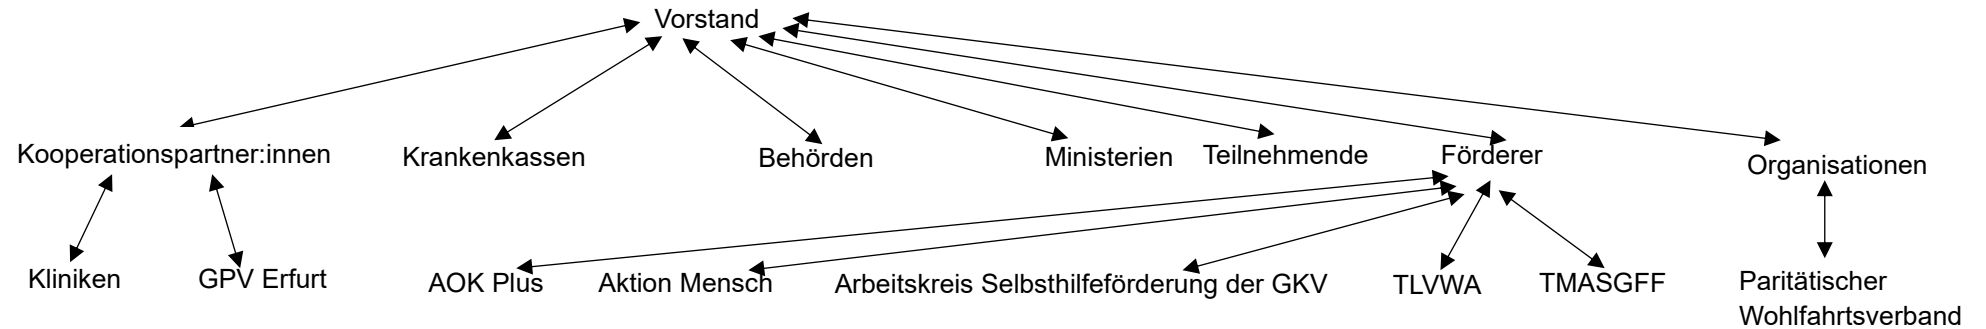 Vorstand
Kooperationspartner:innen
Krankenkassen
Behörden
Ministerien
Teilnehmende
Förderer
Organisationen
Kliniken
GPV Erfurt
AOK Plus
Aktion Mensch
Arbeitskreis Selbsthilfeförderung der GKV
TLVWA
TMASGFF
Paritätischer
Wohlfahrtsverband